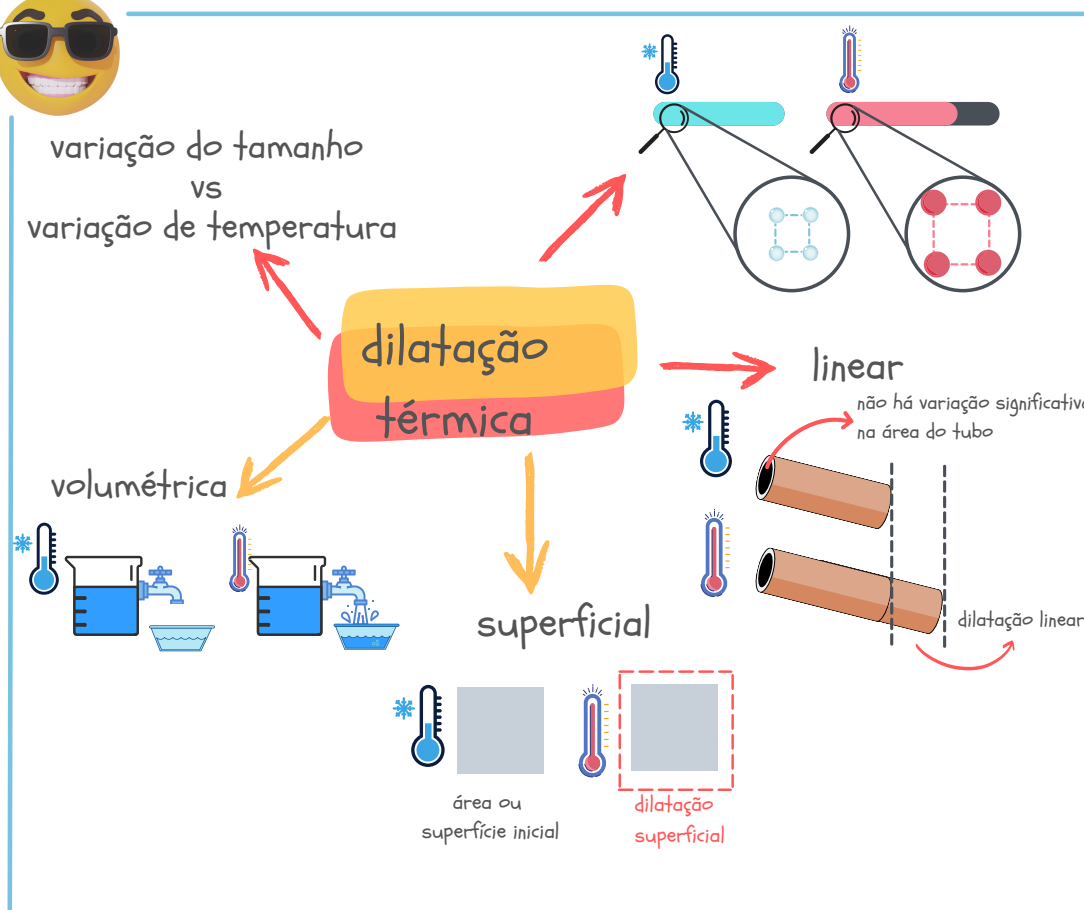 variação do tamanho
vs
variação de temperatura
dilatação
térmica
linear
não há variação significativa
na área do tubo
dilatação linear
volumétrica
superficial
área ou
superfície inicial
dilatação
superficial